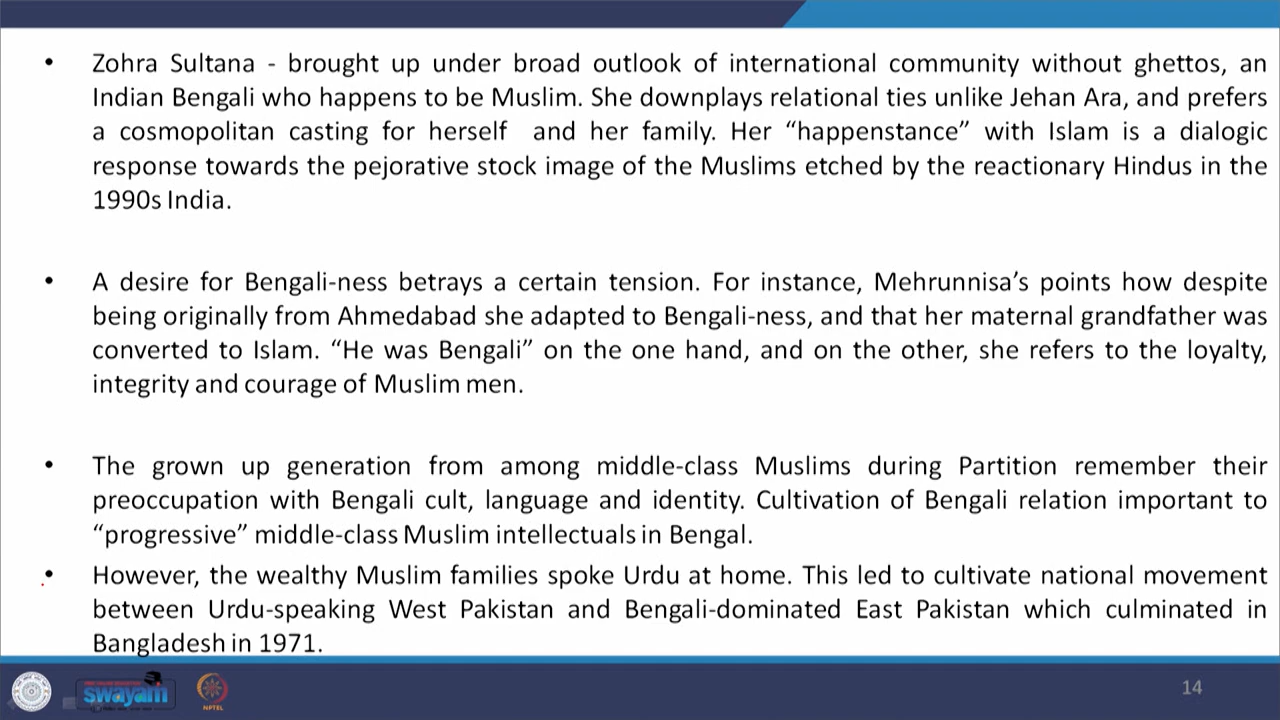 • Zohra Sultana - brought up under broad outlook of international community without ghettos, an
Indian Bengali who happens to be Muslim. She downplays relational ties unlike Jehan Ara, and prefers
a cosmopolitan casting for herself and her family. Her “happenstance” with Islam is a dialogic
response towards the pejorative stock image of the Muslims etched by the reactionary Hindus in the
1990s India.
• A desire for Bengali-ness betrays a certain tension. For instance, Mehrunnisa’s points how despite
being originally from Ahmedabad she adapted to Bengali-ness, and that her maternal grandfather was
converted to Islam. “He was Bengali” on the one hand, and on the other, she refers to the loyalty,
integrity and courage of Muslim men.
• The grown up generation from among middle-class Muslims during Partition remember their
preoccupation with Bengali cult, language and identity. Cultivation of Bengali relation important to
“progressive” middle-class Muslim intellectuals in Bengal.
• However, the wealthy Muslim families spoke Urdu at home. This led to cultivate national movement
between Urdu-speaking West Pakistan and Bengali-dominated East Pakistan which culminated in
Bangladesh in 1971.
swayam
NPTEL
14